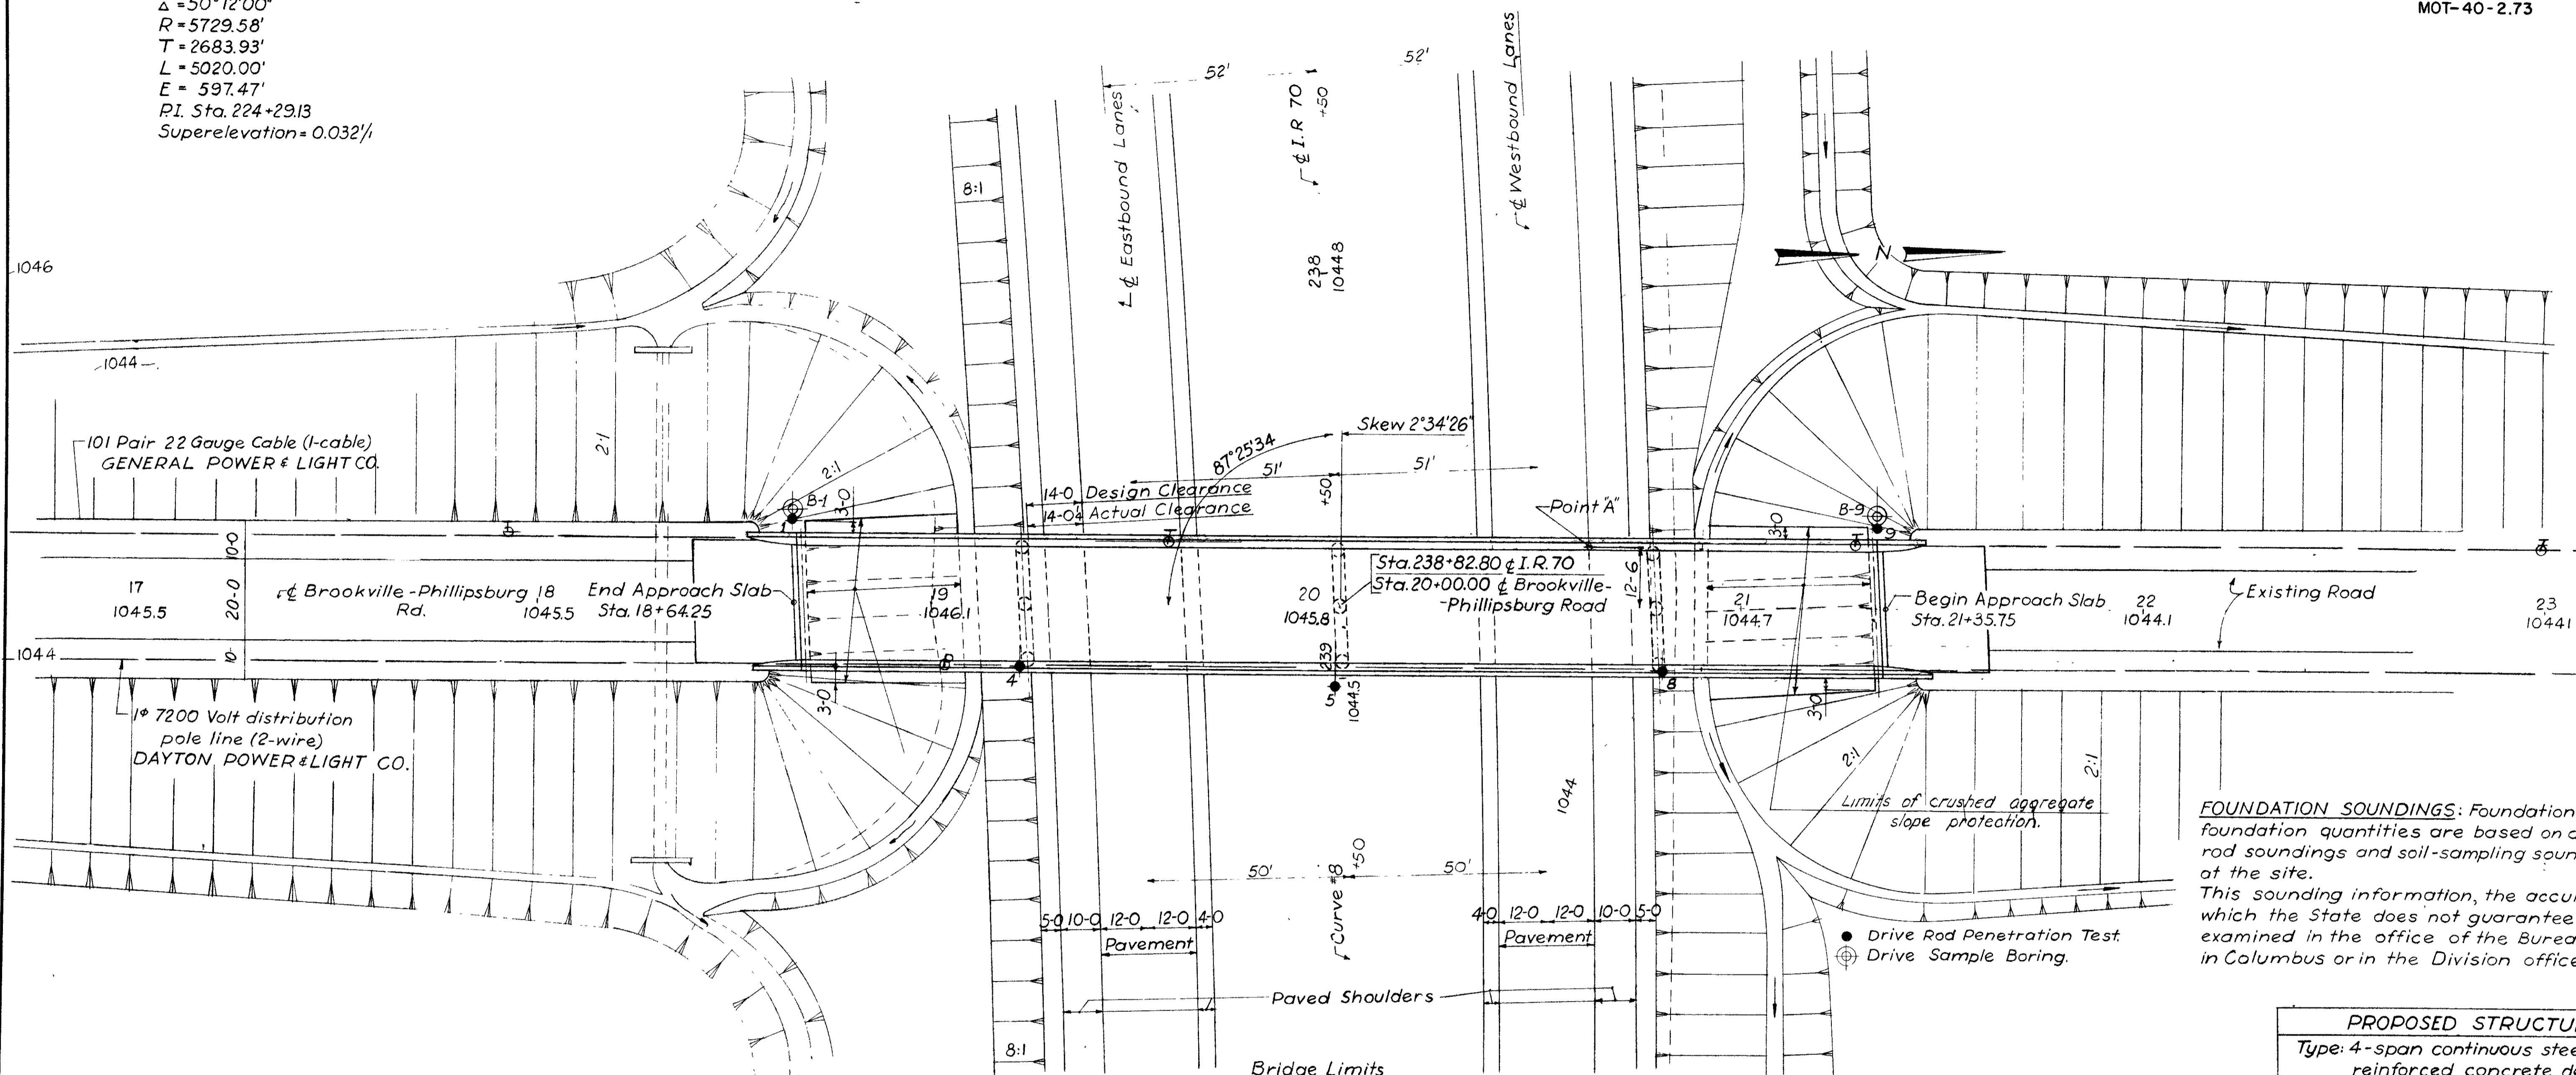 MOT-40-2.73
Δ = 50°12'00"
R = 5729.58'
T = 2683.93'
L = 5020.00'
E = 597.47'
P.I. Sta. 224+29.13
Superelevation = 0.032'/1
52'
52'
℄ Eastbound Lanes
℄ I.R 70
+50
℄ Westbound Lanes
8:1
238
1044.8
1046
N
1044
101 Pair 22 Gauge Cable (1-cable)
GENERAL POWER & LIGHT CO.
2:1
2:1
B-1
3-0
14-0 Design Clearance
14-0¼ Actual Clearance
87°25'34
Skew 2°34'26"
51'
51'
+50
Point "A"
B-9
9
3-0
10-0
20-0
10-
17
1045.5
℄ Brookville-Phillipsburg 18
Rd.
1045.5
End Approach Slab
Sta. 18+64.25
19
1046.1
20
1045.8
Sta. 238+82.80 ℄ I.R. 70
Sta. 20+00.00 ℄ Brookville-
-Phillipsburg Road
12-6
21
1044.7
Begin Approach Slab
Sta. 21+35.75
22
1044.1
℄ Existing Road
23
1044.1
1044
4
239
5
1044.5
8
3-0
3-0
1φ 7200 Volt distribution
pole line (2-wire)
DAYTON POWER & LIGHT CO.
1044
2:1
2:1
Limits of crushed aggregate
slope protection.
50'
Curve #8
+50
50'
5-0 10-0 12-0 12-0 4-0
Pavement
4-0 12-0 12-0 10-0 5-0
Pavement
Paved Shoulders
8:1
Bridge Limits
Drive Rod Penetration Test.
Drive Sample Boring.
FOUNDATION SOUNDINGS: Foundation
foundation quantities are based on
rod soundings and soil-sampling soun
at the site.
This sounding information, the accu
which the State does not guarantee
examined in the office of the Burea
in Columbus or in the Division office
PROPOSED STRUCTU
Type: 4-span continuous stee
reinforced concrete d